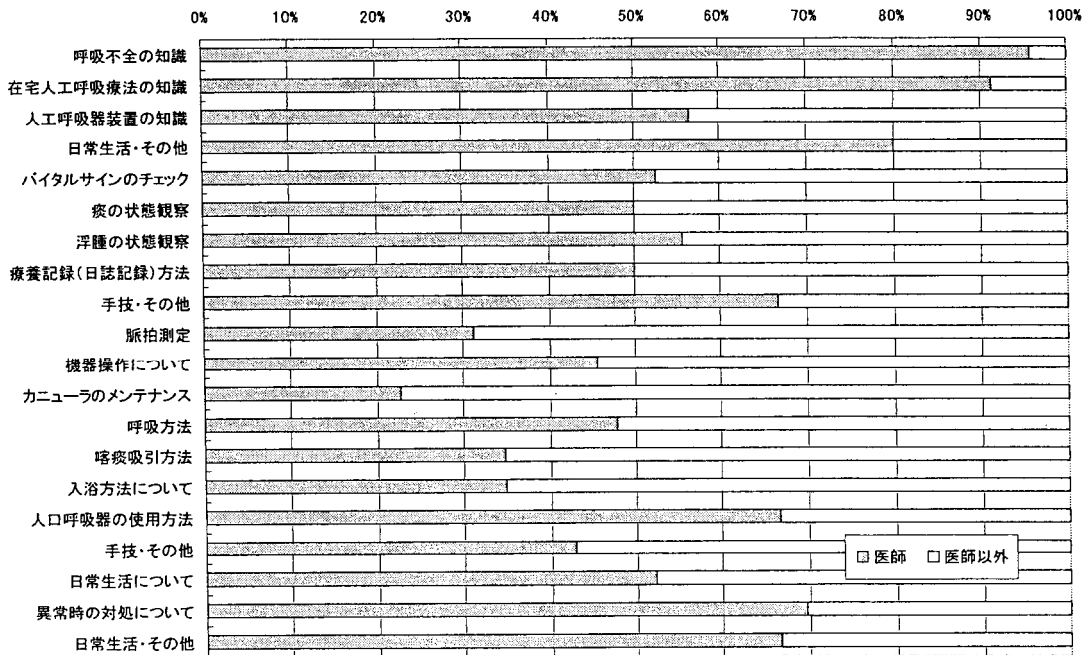 0% 10% 20% 30% 40% 50% 60% 70% 80% 90% 100%
呼吸不全の知識
在宅人工呼吸療法の知識
人工呼吸器装置の知識
日常生活・その他
バイタルサインのチェック
痰の状態観察
浮腫の状態観察
療養記録(日誌記録)方法
手技・その他
脈拍測定
機器操作について
カニューラのメンテナンス
呼吸方法
喀痰吸引方法
入浴方法について
人口呼吸器の使用方法
手技・その他
医師 医師以外
日常生活について
異常時の対処について
日常生活・その他